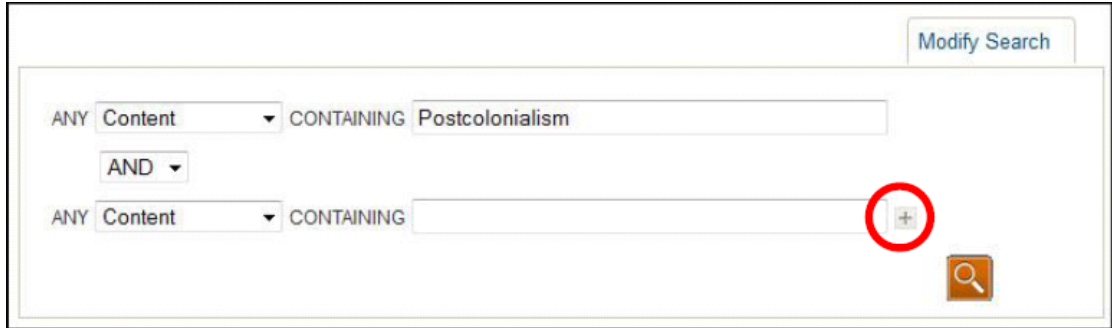 Modify Search
ANY Content CONTAINING Postcolonialism
AND
ANY Content CONTAINING
+